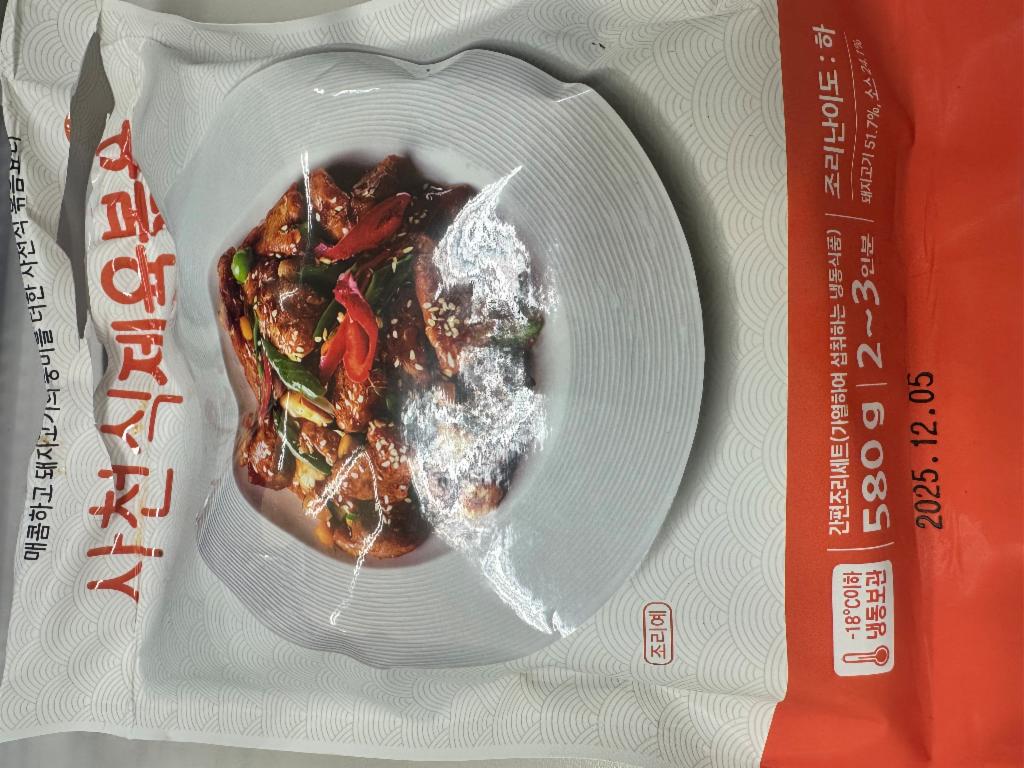 매콤하고 돼지고기의 풍미를 더한 사천식 볶음요리
사천식제육볶음
조리예
-18°C이하
냉동보관
간편조리세트(가열하여 섭취하는 냉동식품)
580g | 2~3인분
조리난이도 : 하
돼지고기 51.7%, 소스 24.1%
2025.12.05